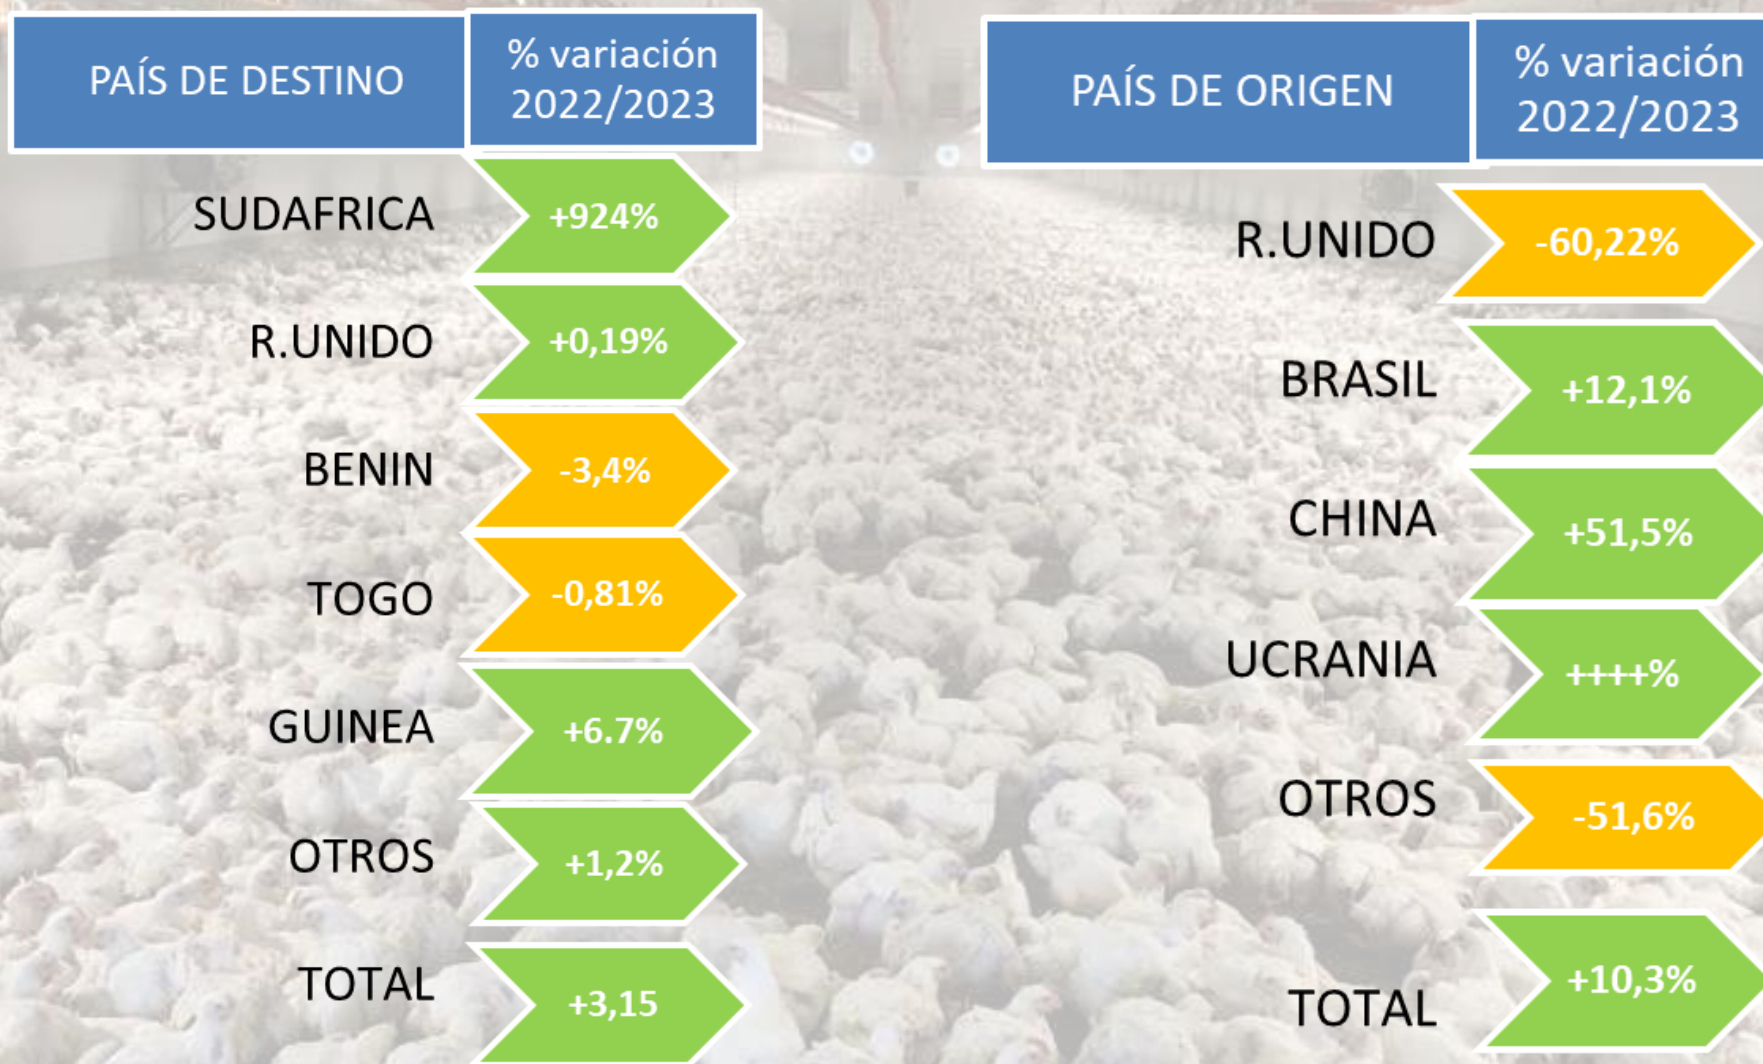 PAÍS DE DESTINO
% variación
2022/2023
SUDAFRICA
+924%
R.UNIDO
+0,19%
BENIN
-3,4%
TOGO
-0,81%
GUINEA
+6.7%
OTROS
+1,2%
TOTAL
+3,15
PAÍS DE ORIGEN
% variación
2022/2023
R.UNIDO
-60,22%
BRASIL
+12,1%
CHINA
+51,5%
UCRANIA
++++%
OTROS
-51,6%
TOTAL
+10,3%